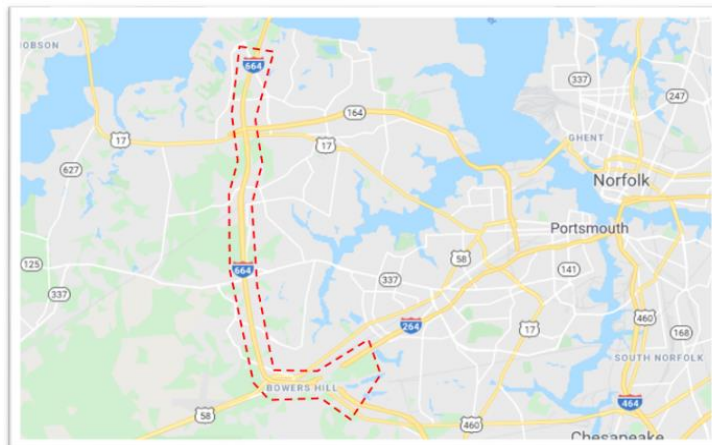 OBSON
664
337
247
17
164
GHENT
17
627
Norfolk
Portsmouth
58
125
664
337
141
337
264
17
460
168
SOUTH NORFOLK
BOWERS HILL
58
460
464
Chesapeake